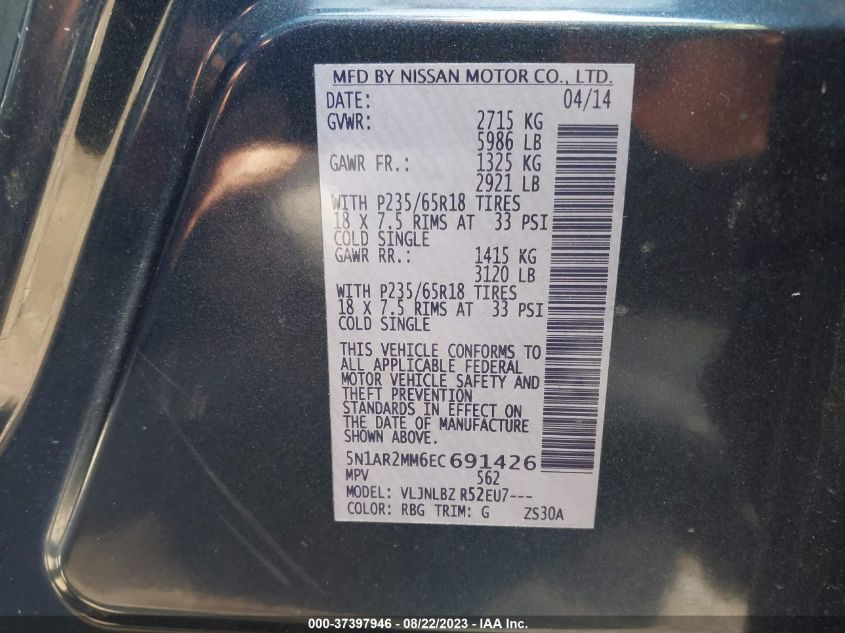 MFD BY NISSAN MOTOR CO., LTD.
DATE: 04/14
GVWR: 2715 KG
5986 LB
GAWR FR.: 1325 KG
2921 LB
WITH P235/65R18 TIRES
18 X 7.5 RIMS AT 33 PSI
COLD SINGLE
GAWR RR.: 1415 KG
3120 LB
WITH P235/65R18 TIRES
18 X 7.5 RIMS AT 33 PSI
COLD SINGLE
THIS VEHICLE CONFORMS TO
ALL APPLICABLE FEDERAL
MOTOR VEHICLE SAFETY AND
THEFT PREVENTION
STANDARDS IN EFFECT ON
THE DATE OF MANUFACTURE
SHOWN ABOVE.
5N1AR2MM6EC691426
MPV 562
MODEL: VLJNLBZ R52EU7---
COLOR: RBG TRIM: G ZS30A
000-37397946 - 08/22/2023 - IAA Inc.